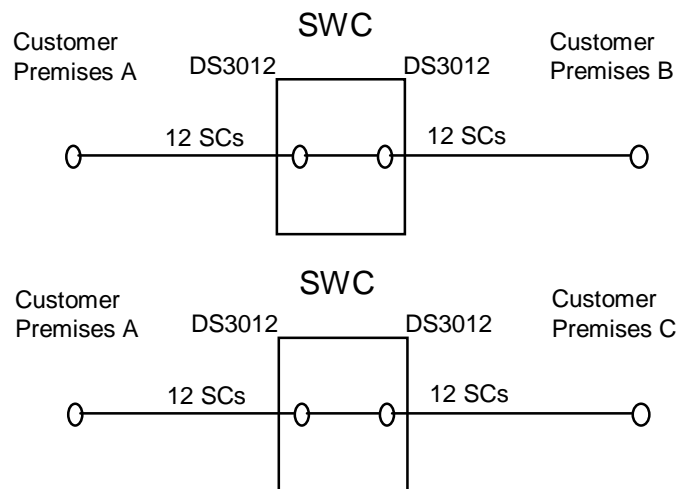 SWC
Customer
Premises A
DS3012
DS3012
Customer
Premises B
12 SCs
12 SCs
SWC
Customer
Premises A
DS3012
DS3012
Customer
Premises C
12 SCs
12 SCs